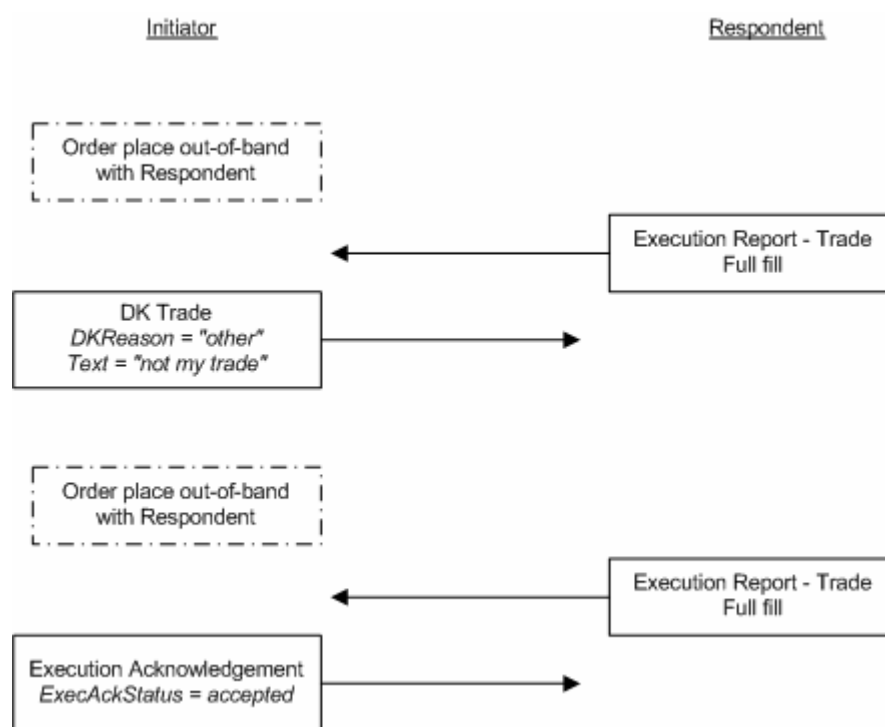 Initiator
Respondent
Order place out-of-band
with Respondent
Execution Report - Trade
Full fill
DK Trade
DKReason = "other"
Text = "not my trade"
Order place out-of-band
with Respondent
Execution Report - Trade
Full fill
Execution Acknowledgement
ExecAckStatus = accepted